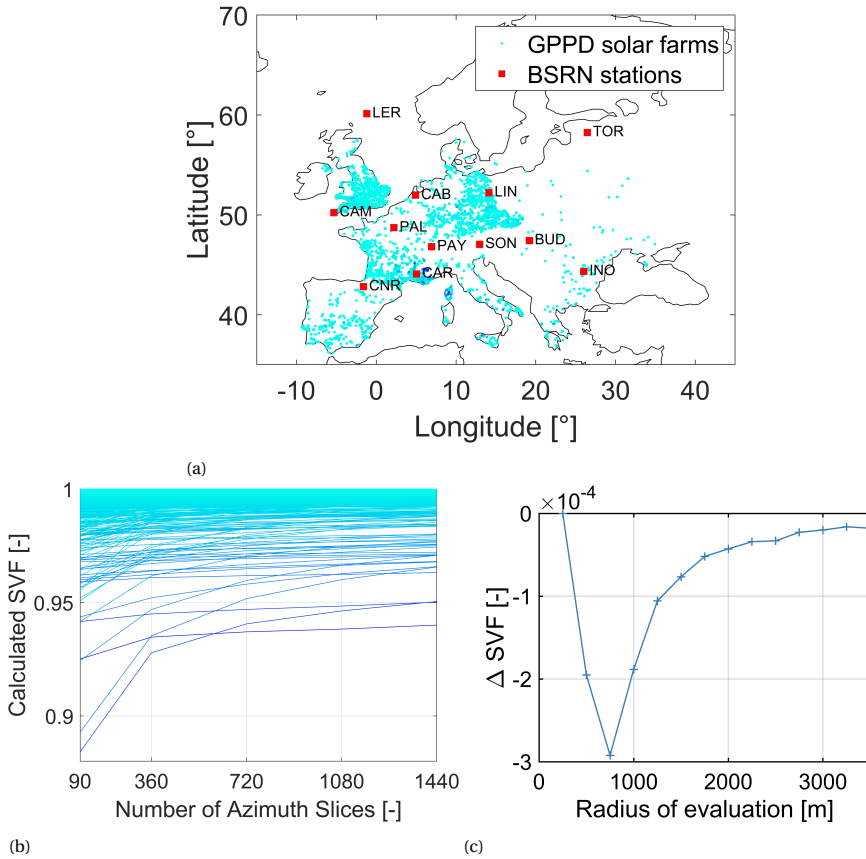 70
60
50
40
Latitude [°]
GPPD solar farms
BSRN stations
LER
TOR
CAB
LIN
CAM
PAL
PAY
SON
BUD
CAR
INO
CNR
-10 0 10 20 30 40
Longitude [°]
(a)
1
0.95
0.9
Calculated SVF [-]
90 360 720 1080 1440
Number of Azimuth Slices [-]
(b)
×10⁻⁴
0
-1
-2
-3
Δ SVF [-]
0 1000 2000 3000
Radius of evaluation [m]
(c)